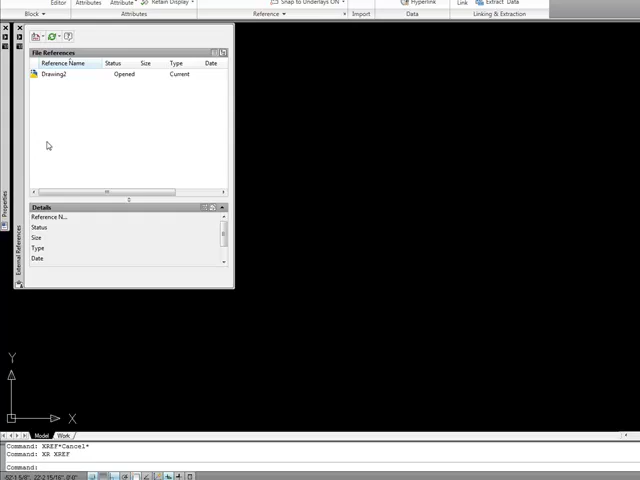 Editor Attributes Attributes Retain Display Snap to Underlays ON Hyperlink Link Extract Data
Block Attributes Reference Import Data Linking & Extraction
File References
Reference Name Status Size Type Date
Drawing2 Opened Current
Properties
External References
Details
Reference N...
Status
Size
Type
Date
Y
X
Model Work
Command: XREF*Cancel*
Command: XR XREF
Command: